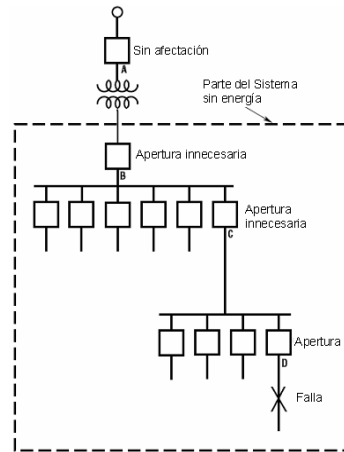 Sin afectación
A
Parte del Sistema
sin energía
Apertura innecesaria
B
Apertura
innecesaria
C
Apertura
D
Falla